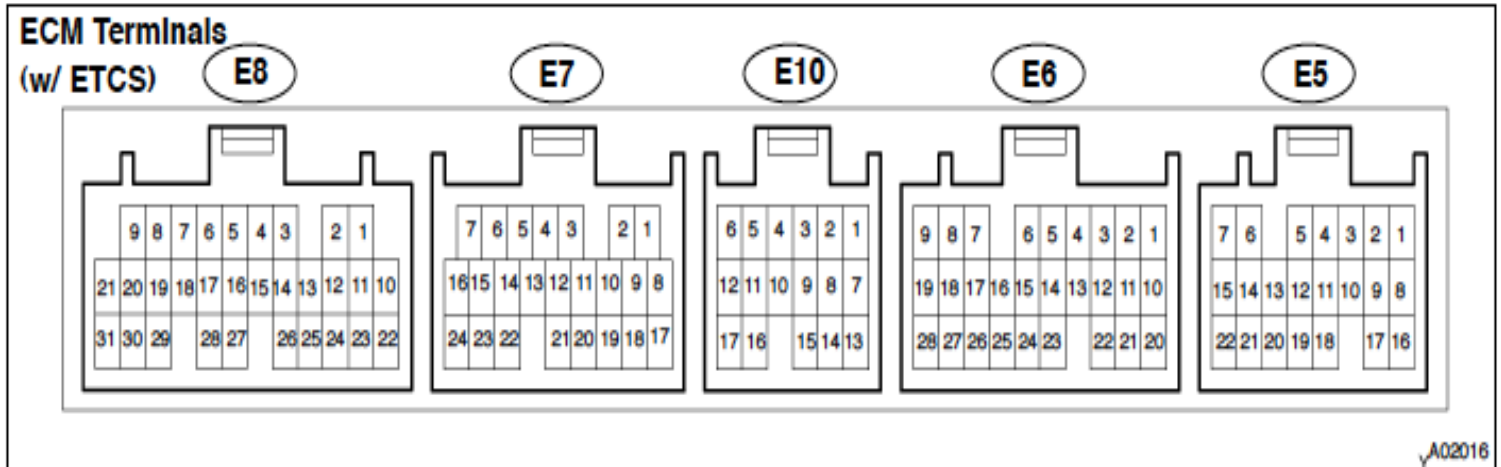 ECM Terminals
(w/ ETCS) E8 E7 E10 E6 E5
9 8 7 6 5 4 3 2 1 7 6 5 4 3 2 1 6 5 4 3 2 1 9 8 7 6 5 4 3 2 1 7 6 5 4 3 2 1
21 20 19 18 17 16 15 14 13 12 11 10 16 15 14 13 12 11 10 9 8 12 11 10 9 8 7 19 18 17 16 15 14 13 12 11 10 15 14 13 12 11 10 9 8
31 30 29 28 27 26 25 24 23 22 24 23 22 21 20 19 18 17 17 16 15 14 13 28 27 26 25 24 23 22 21 20 22 21 20 19 18 17 16
Y A02016